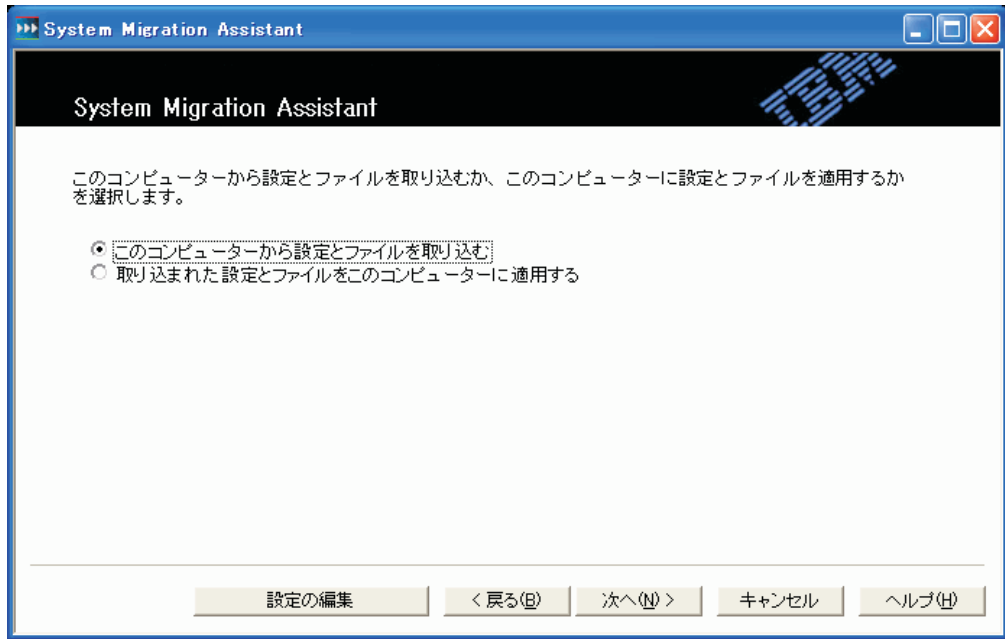 System Migration Assistant
IBM
System Migration Assistant
このコンピューターから設定とファイルを取り込むか、このコンピューターに設定とファイルを適用するか
を選択します。
このコンピューターから設定とファイルを取り込む
取り込まれた設定とファイルをこのコンピューターに適用する
設定の編集
< 戻る(B)
次へ(N) >
キャンセル
ヘルプ(H)